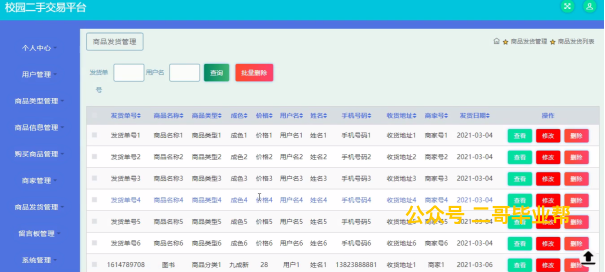 校园二手交易平台
个人中心
用户管理
商品类型管理
商品信息管理
购买商品管理
商家管理
商品发货管理
留言板管理
系统管理
商品发货管理
商品发货管理 商品发货列表
发货单号 用户名 查询 批量删除
发货单号 商品名称 商品类型 成色 价格 用户名 姓名 手机号码 收货地址 商家号 发货日期 操作
发货单号1 商品名称1 商品类型1 成色1 价格1 用户名1 姓名1 手机号码1 收货地址1 商家号1 2021-03-04 查看 修改 删除
发货单号2 商品名称2 商品类型2 成色2 价格2 用户名2 姓名2 手机号码2 收货地址2 商家号2 2021-03-04 查看 修改 删除
发货单号3 商品名称3 商品类型3 成色3 价格3 用户名3 姓名3 手机号码3 收货地址3 商家号3 2021-03-04 查看 修改 删除
发货单号4 商品名称4 商品类型4 成色4 价格4 用户名4 姓名4 手机号码4 收货地址4 商家号4 2021-03-04 查看 修改 删除
公众号 二哥毕业帮
发货单号5 商品名称5 商品类型5 成色5 价格5 用户名5 姓名5 手机号码5 收货地址5 2021-03-04 查看 修改 删除
发货单号6 商品名称6 商品类型6 成色6 价格6 用户名6 姓名6 手机号码6 收货地址6 商家号6 2021-03-04 查看 修改 删除
1614789708 图书 商品分类1 九成新 28 用户1 姓名1 13823888881 收货地址1 商家1 2021-03-06 查看 修改 删除